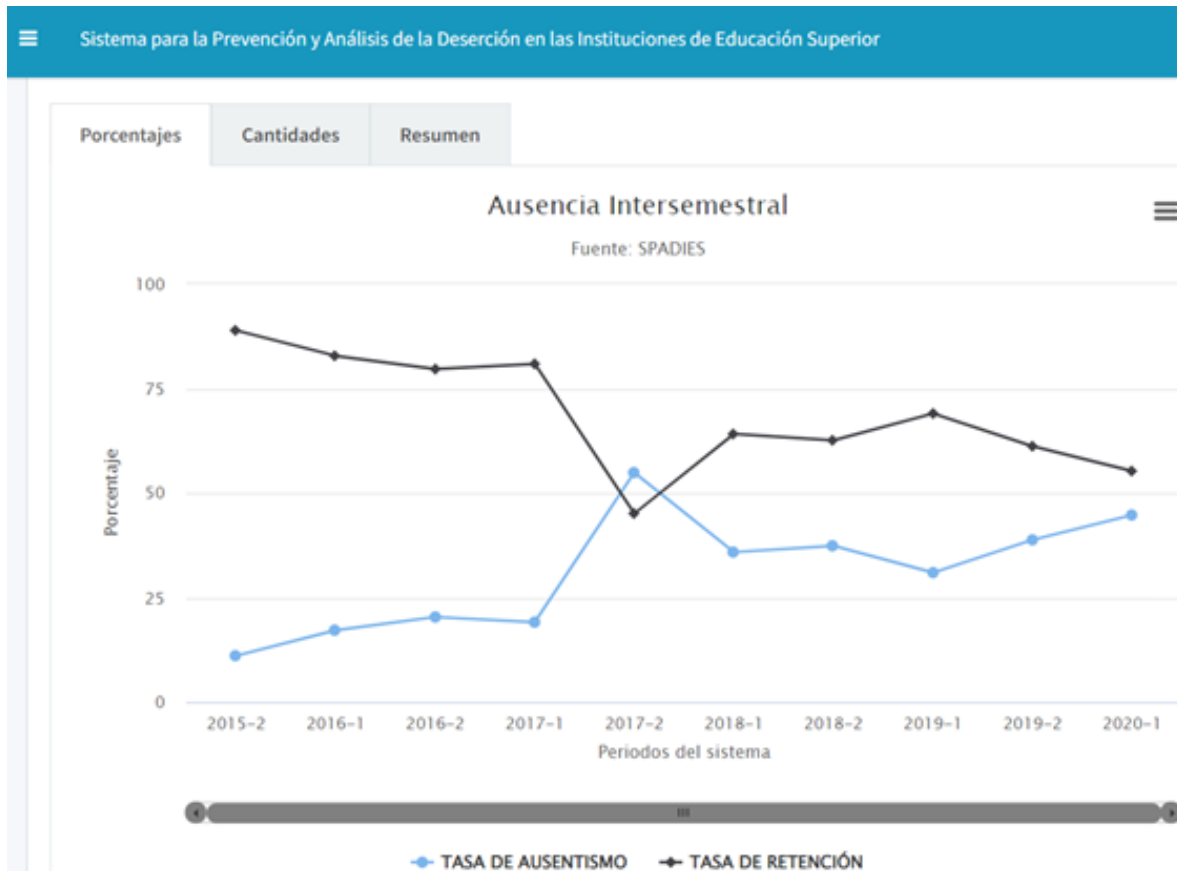 Sistema para la Prevención y Análisis de la Deserción en las Instituciones de Educación Superior
Porcentajes Cantidades Resumen
Ausencia Intersemestral
Fuente: SPADIES
100
75
50
25
0
Porcentaje
2015-2 2016-1 2016-2 2017-1 2017-2 2018-1 2018-2 2019-1 2019-2 2020-1
Periodos del sistema
TASA DE AUSENTISMO TASA DE RETENCIÓN